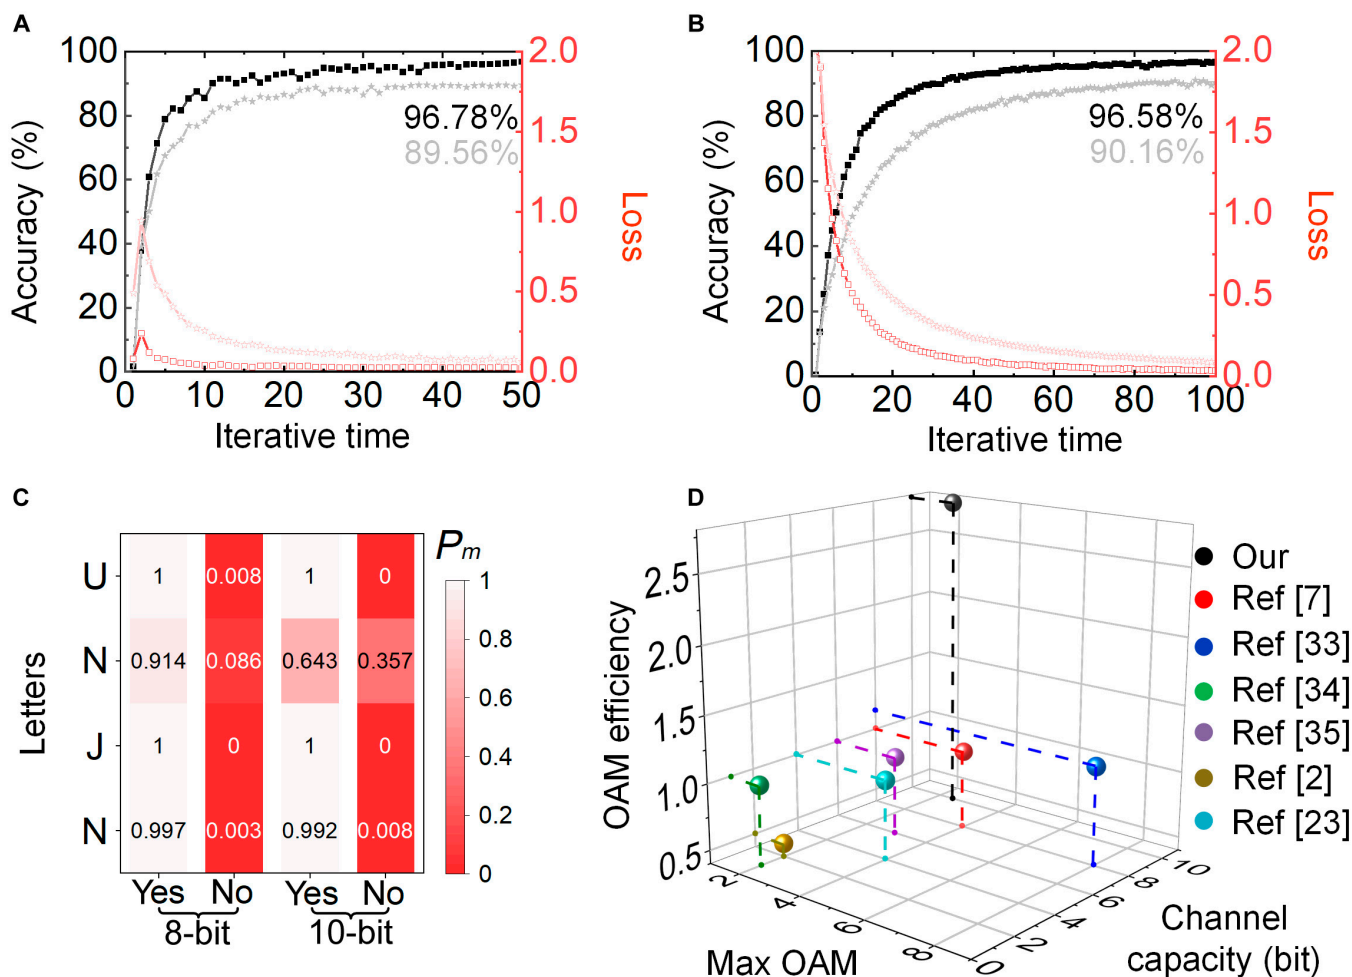 A
100
80
60
40
20
0
Accuracy (%)
2.0
1.5
1.0
0.5
0.0
Loss
96.78%
89.56%
0 10 20 30 40 50
Iterative time
B
100
80
60
40
20
0
Accuracy (%)
2.0
1.5
1.0
0.5
0.0
Loss
96.58%
90.16%
0 20 40 60 80 100
Iterative time
C
Letters
U 1 0.008 1 0
N 0.914 0.086 0.643 0.357
J 1 0 1 0
N 0.997 0.003 0.992 0.008
Yes No Yes No
8-bit 10-bit
Pm
1
0.8
0.6
0.4
0.2
0
D
OAM efficiency
2.5
2.0
1.5
1.0
0.5
2 4 6 8
Max OAM
0 2 4 6 8 10
Channel
capacity (bit)
Our
Ref [7]
Ref [33]
Ref [34]
Ref [35]
Ref [2]
Ref [23]